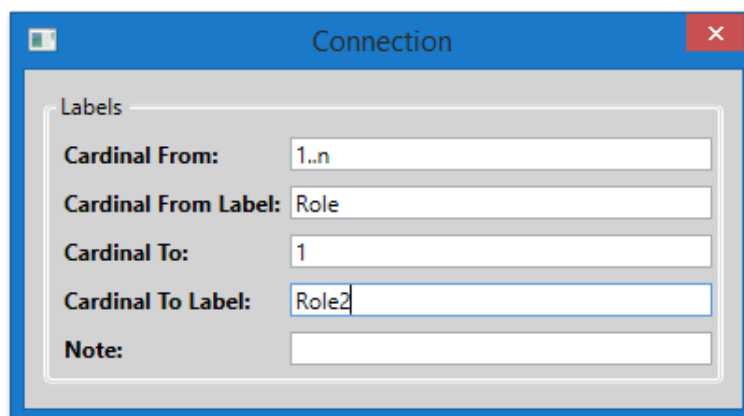 Connection
Labels
Cardinal From: 1..n
Cardinal From Label: Role
Cardinal To: 1
Cardinal To Label: Role2
Note: